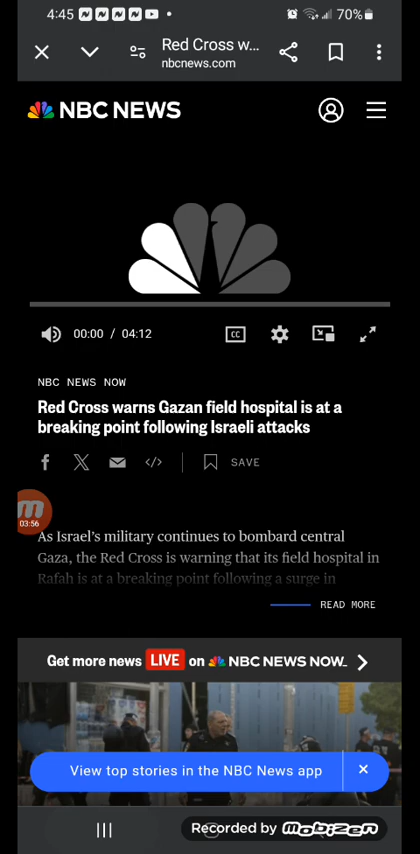 4:45
70%
Red Cross w...
nbcnews.com
NBC NEWS
00:00 / 04:12
CC
NBC NEWS NOW
Red Cross warns Gazan field hospital is at a
breaking point following Israeli attacks
SAVE
03:56
As Israel's military continues to bombard central
Gaza, the Red Cross is warning that its field hospital in
Rafah is at a breaking point following a surge in
READ MORE
Get more news LIVE on NBC NEWS NOW_
View top stories in the NBC News app
Recorded by mobizen